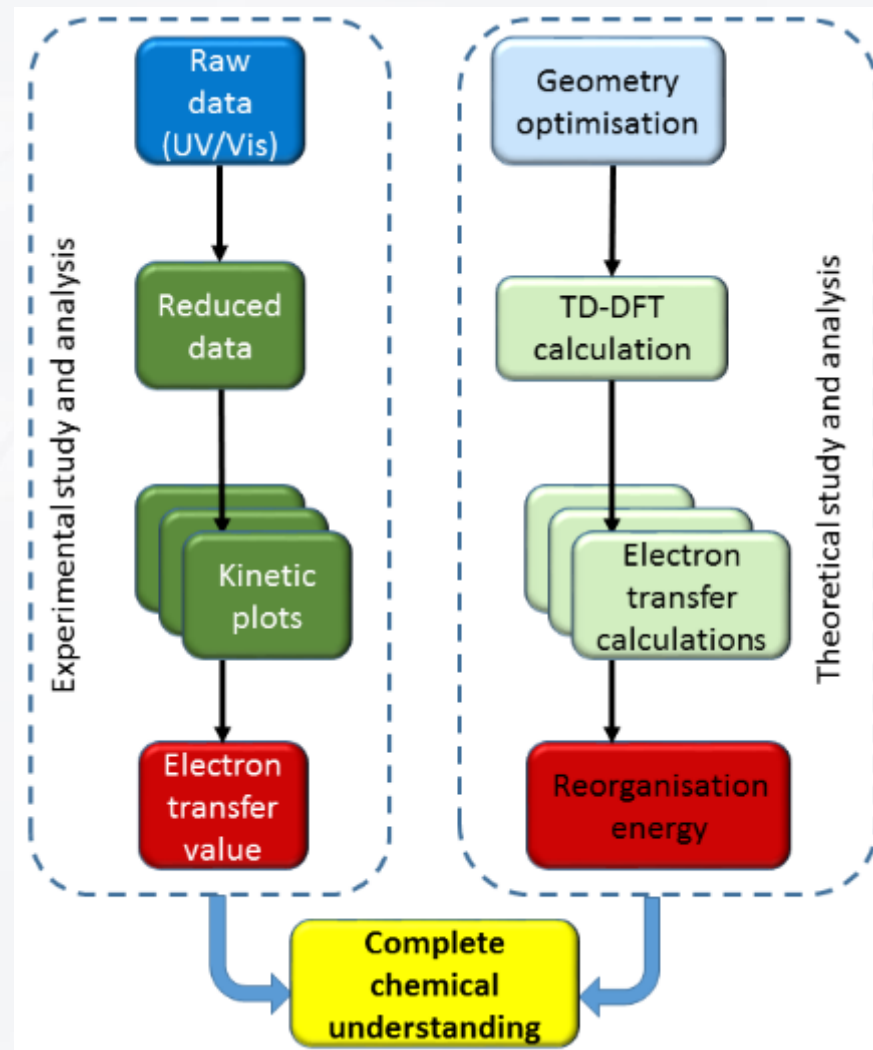 Experimental study and analysis
Raw
data
(UV/Vis)
Reduced
data
Kinetic
plots
Electron
transfer
value
Geometry
optimisation
TD-DFT
calculation
Electron
transfer
calculations
Reorganisation
energy
Theoretical study and analysis
Complete
chemical
understanding